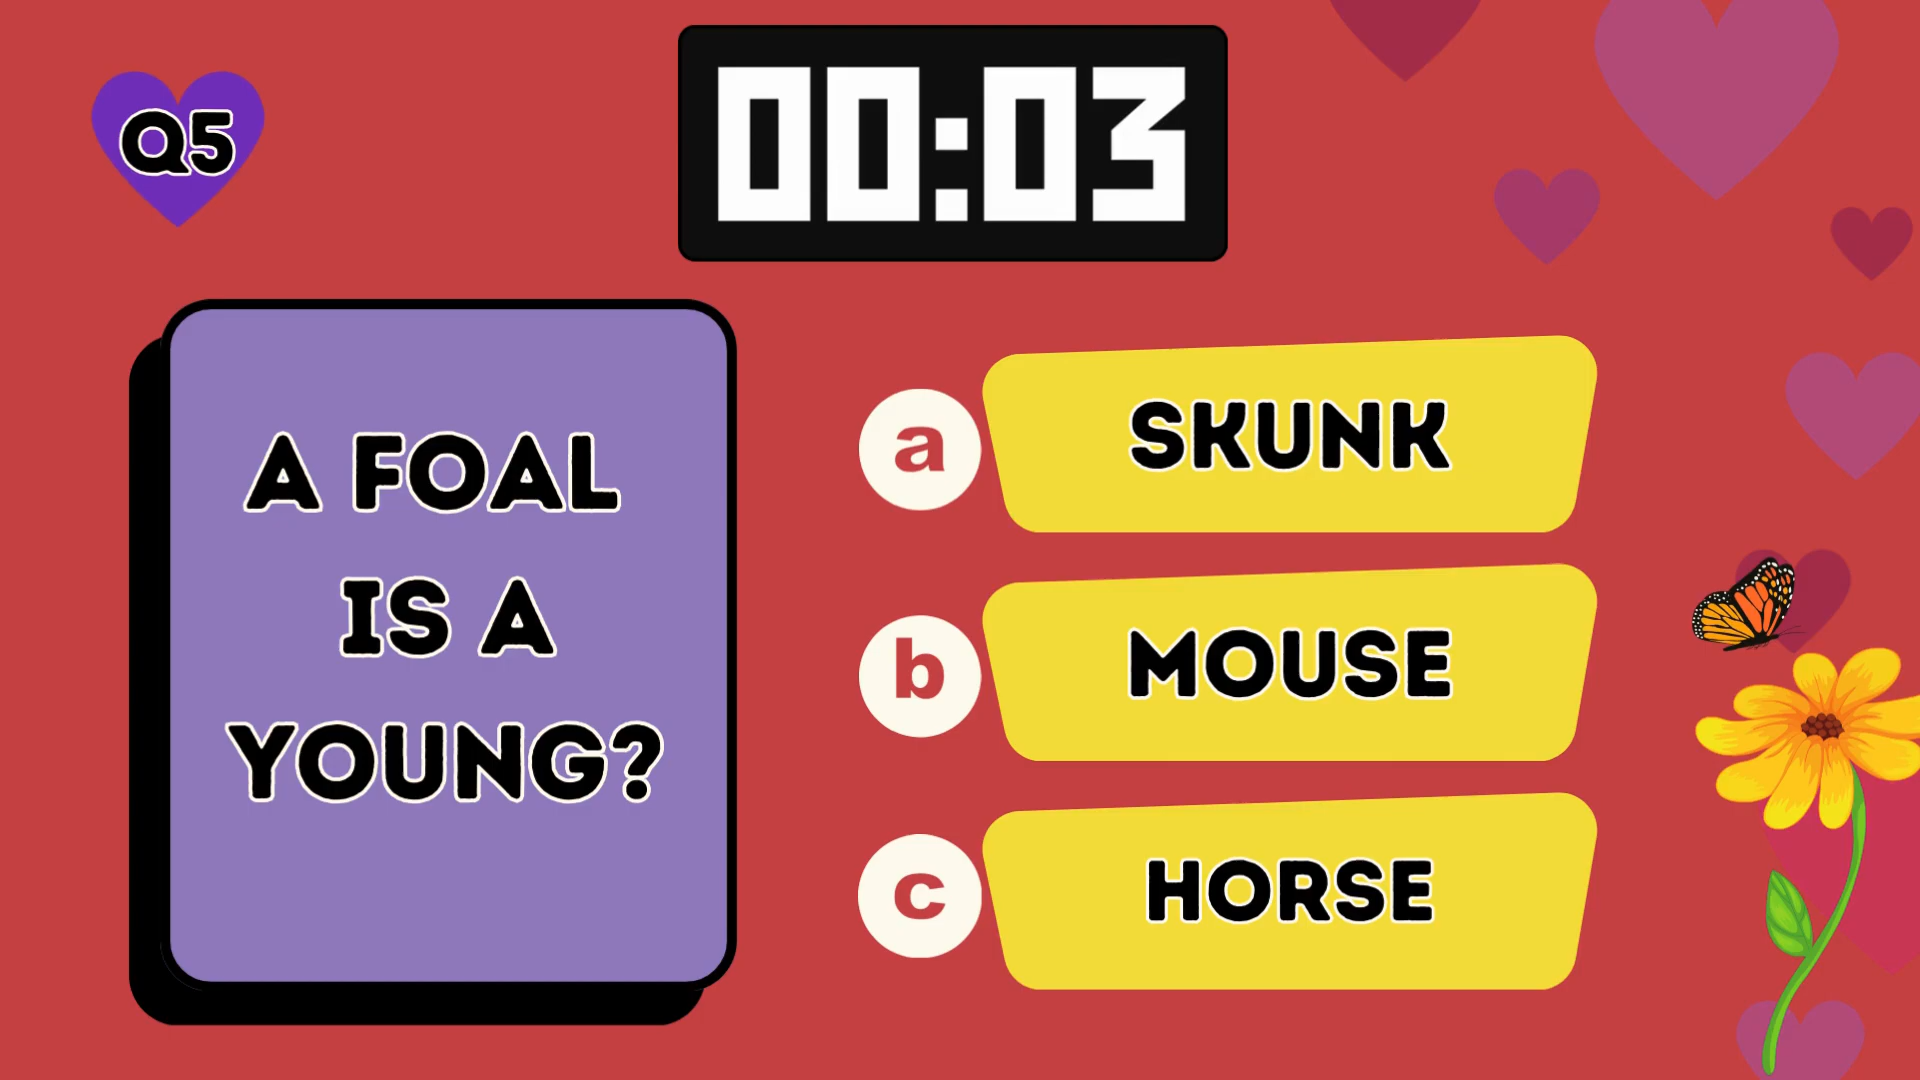 Q5
00:03
A FOAL
IS A
YOUNG?
a
SKUNK
b
MOUSE
c
HORSE